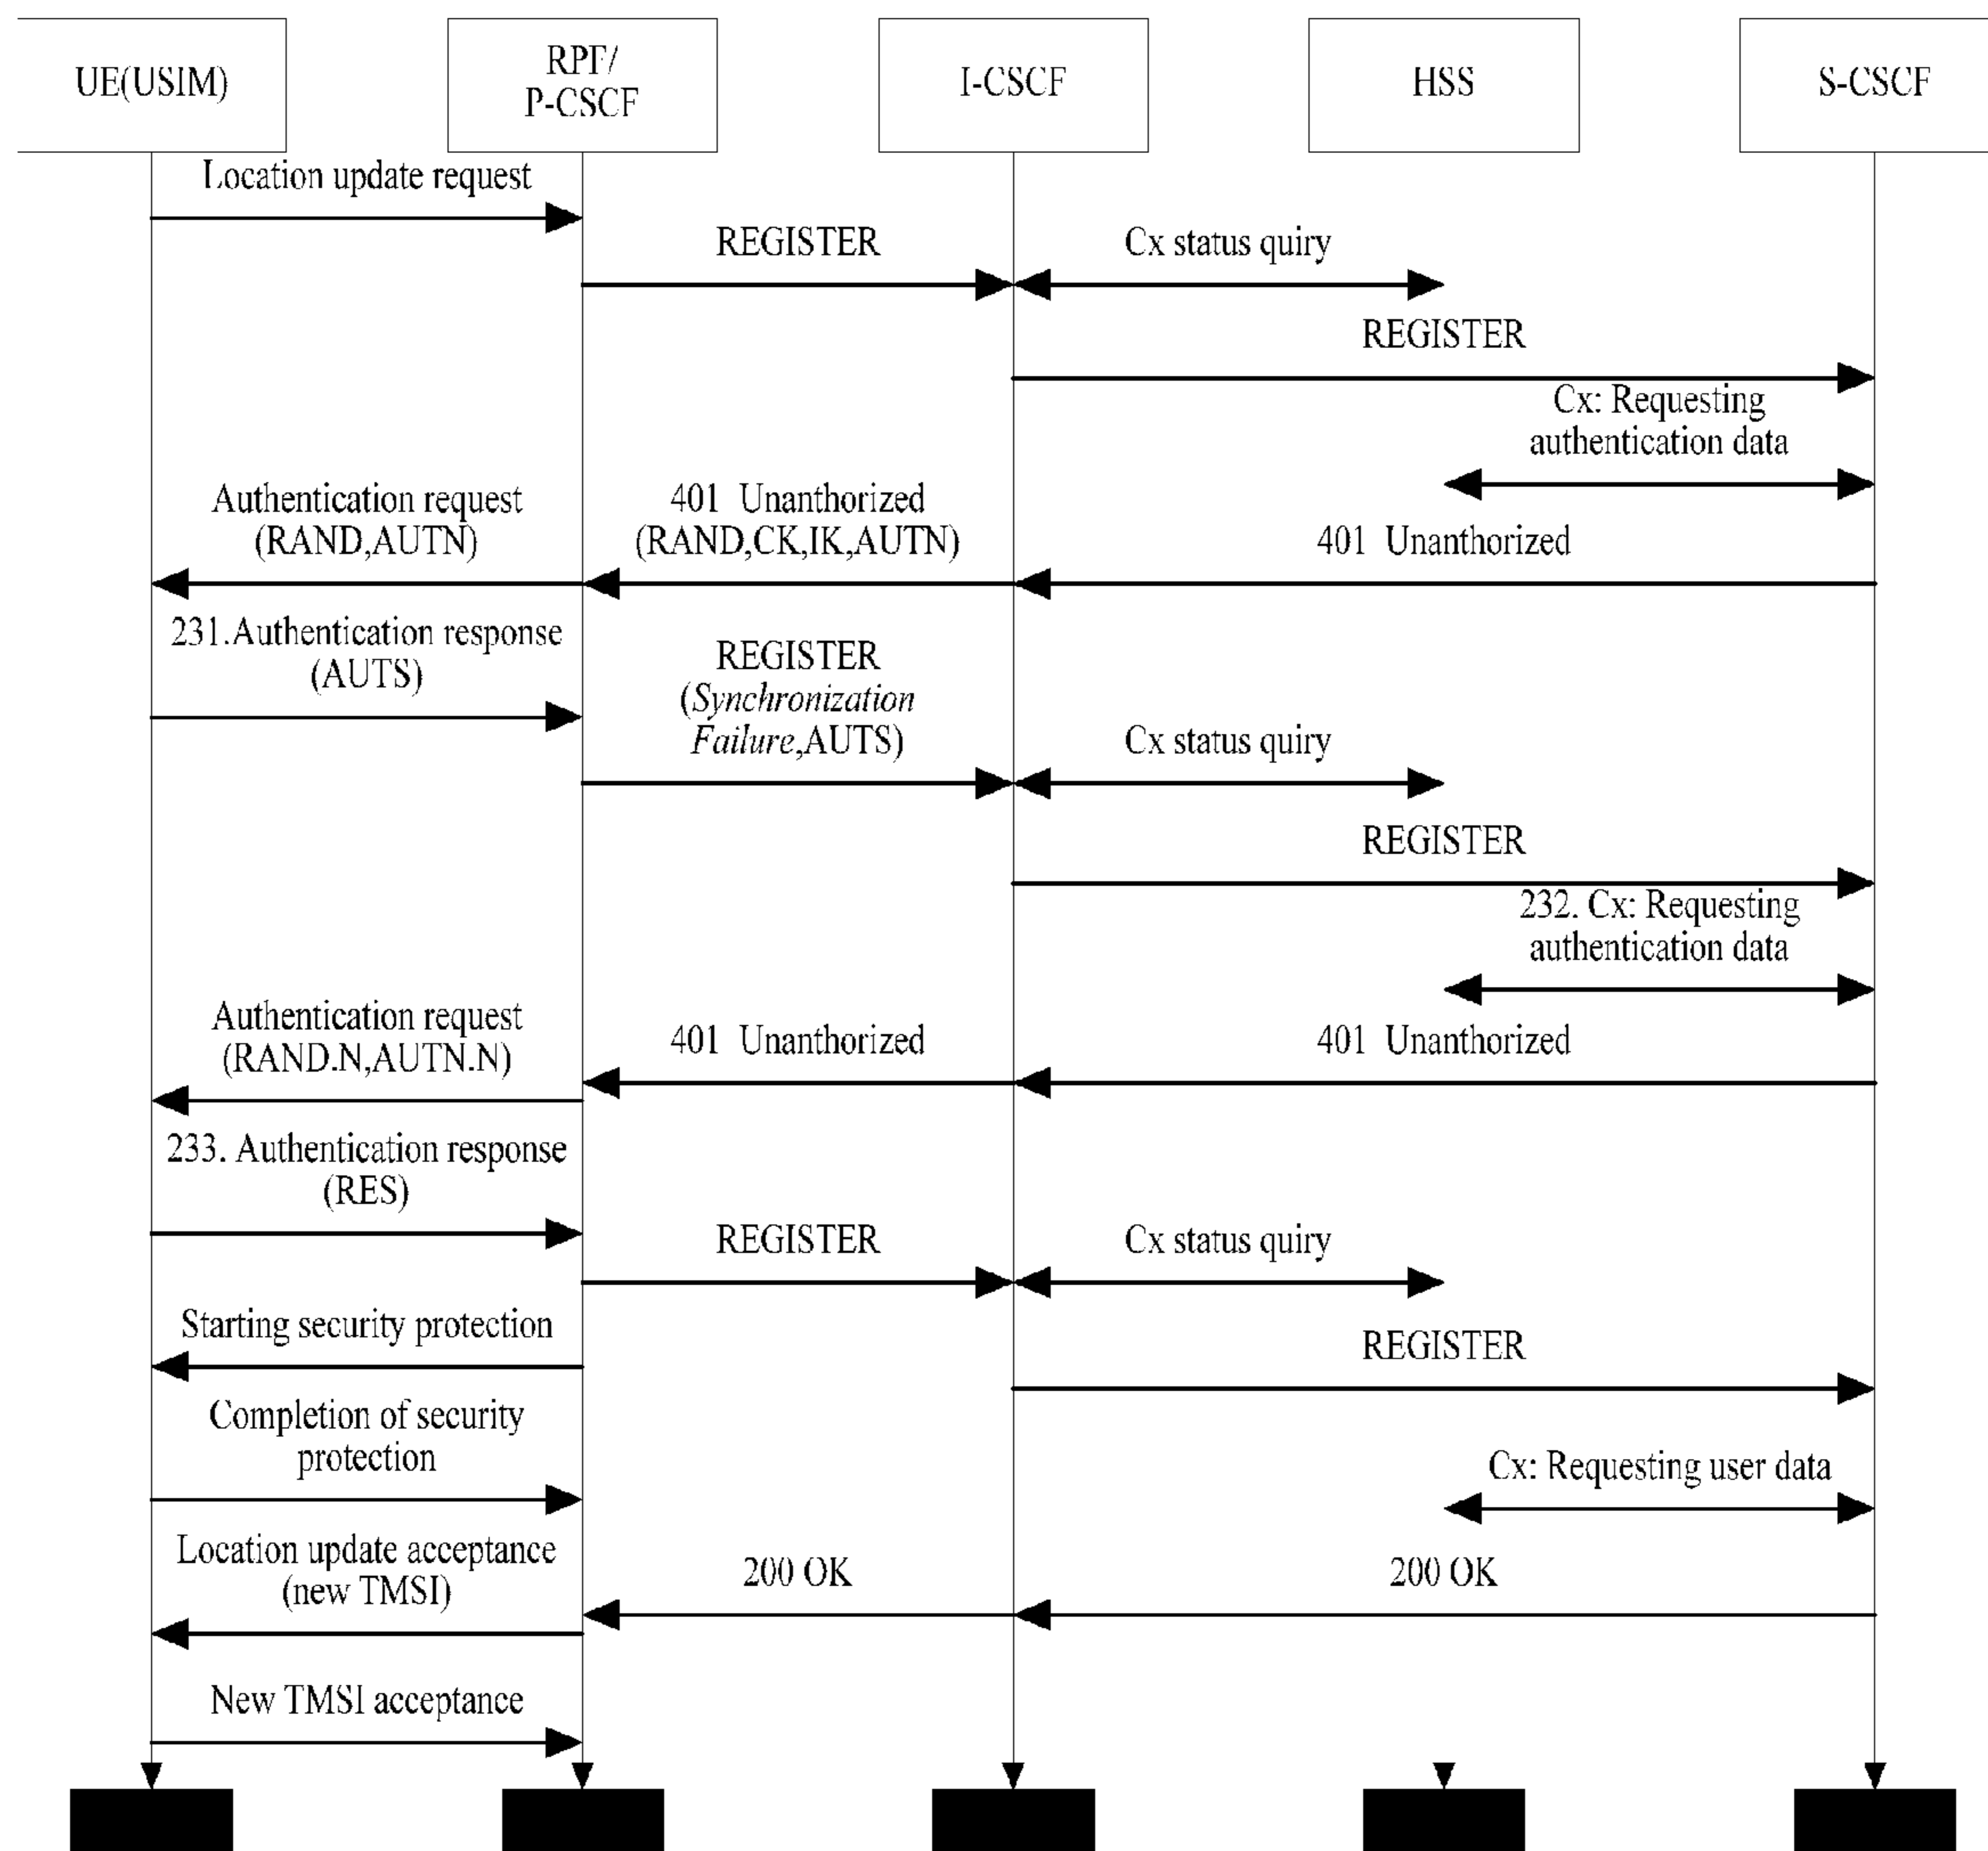 UE(USIM)
RPF/
P-CSCF
I-CSCF
HSS
S-CSCF
Location update request
REGISTER
Cx status quiry
REGISTER
Cx: Requesting
authentication data
Authentication request
(RAND,AUTN)
401 Unanthorized
(RAND,CK,IK,AUTN)
401 Unanthorized
231.Authentication response
(AUTS)
REGISTER
(Synchronization
Failure,AUTS)
Cx status quiry
REGISTER
232. Cx: Requesting
authentication data
Authentication request
(RAND.N,AUTN.N)
401 Unanthorized
401 Unanthorized
233. Authentication response
(RES)
REGISTER
Cx status quiry
Starting security protection
REGISTER
Completion of security
protection
Cx: Requesting user data
Location update acceptance
(new TMSI)
200 OK
200 OK
New TMSI acceptance